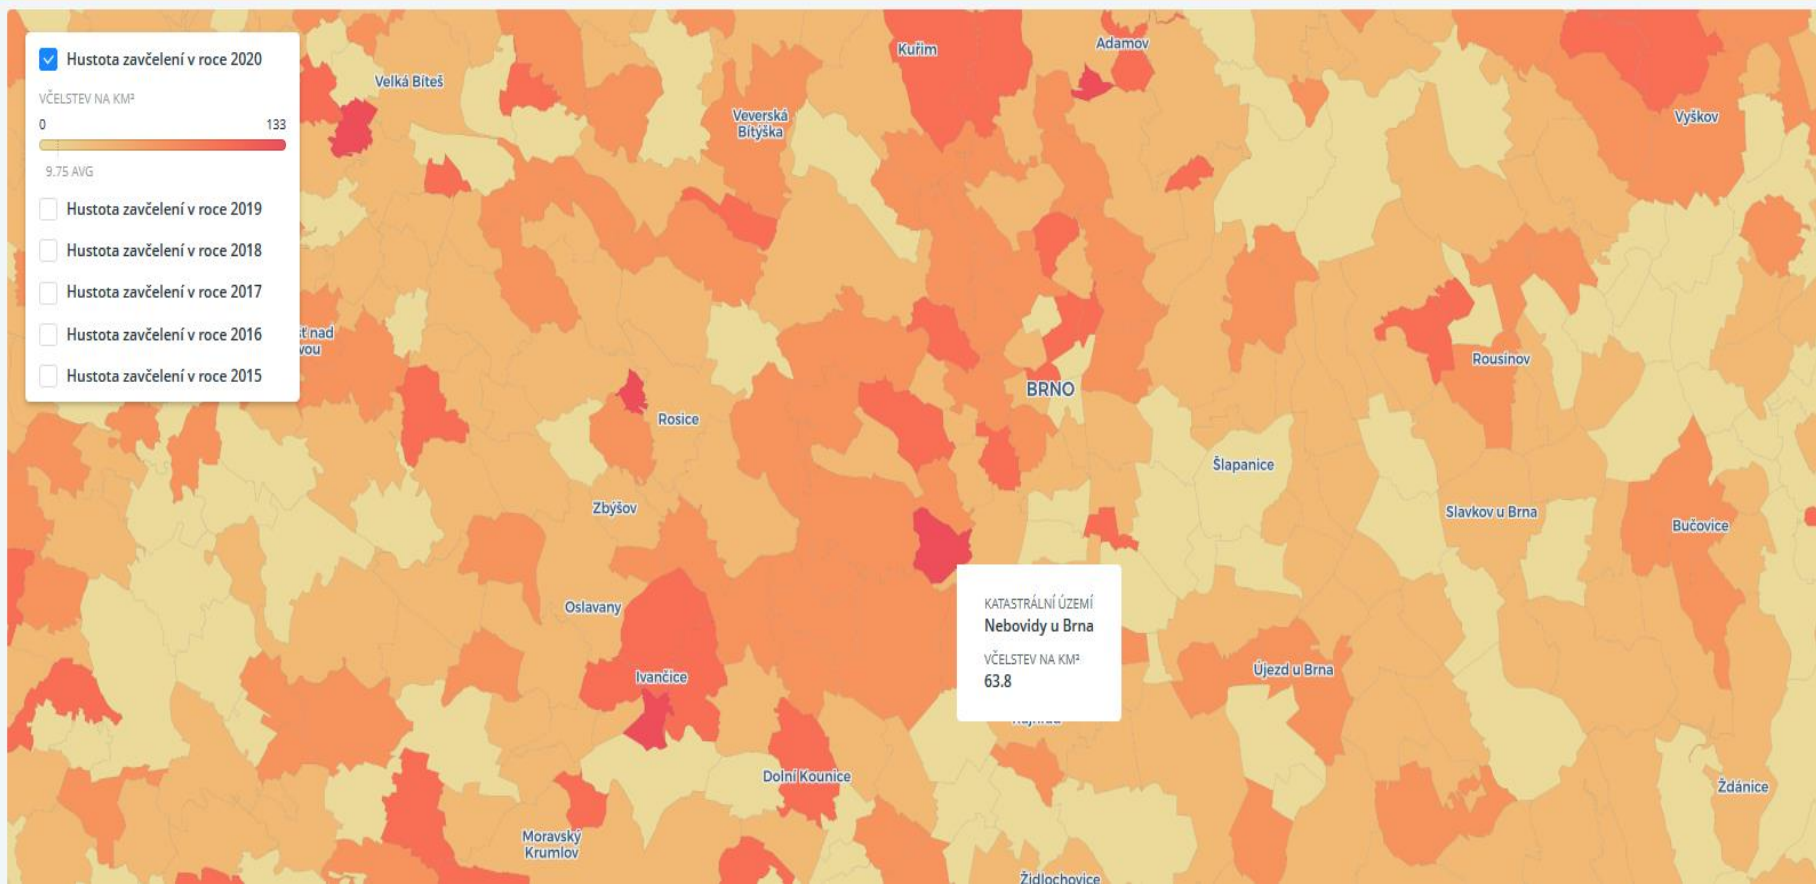 Hustota zavčelení v roce 2020
VČELSTEV NA KM²
0 133
9.75 AVG
Hustota zavčelení v roce 2019
Hustota zavčelení v roce 2018
Hustota zavčelení v roce 2017
Hustota zavčelení v roce 2016
Hustota zavčelení v roce 2015
Kuřim
Adamov
Velká Bíteš
Veverská
Bítýška
Vyškov
ť nad
vou
Rousínov
BRNO
Rosice
Šlapanice
Zbýšov
Slavkov u Brna
Bučovice
Oslavany
KATASTRÁLNÍ ÚZEMÍ
Nebovidy u Brna
VČELSTEV NA KM²
63.8
Ivančice
Újezd u Brna
Dolní Kounice
Ždánice
Moravský
Krumlov
Židlochovice